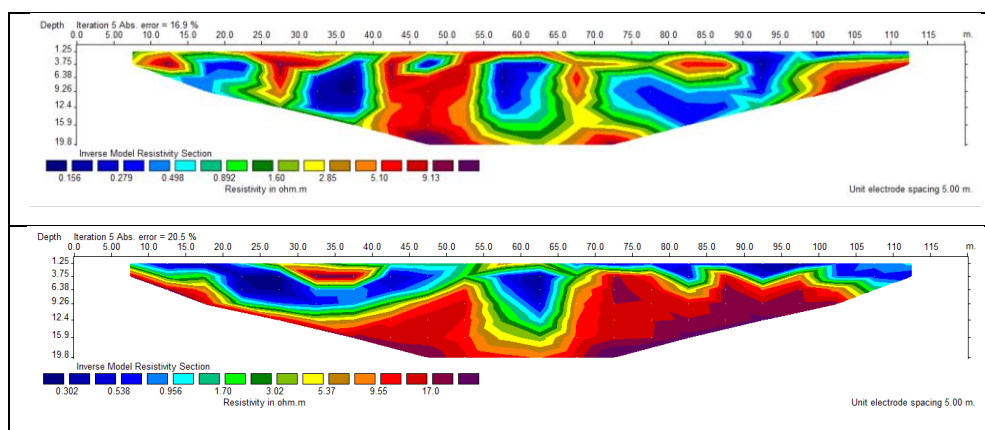 Depth Iteration 5 Abs. error = 16.9 %
0.0 5.00 10.0 15.0 20.0 25.0 30.0 35.0 40.0 45.0 50.0 55.0 60.0 65.0 70.0 75.0 80.0 85.0 90.0 95.0 100 105 110 115 m.
1.25
3.75
6.38
9.26
12.4
15.9
19.8
Inverse Model Resistivity Section
0.156 0.279 0.498 0.892 1.60 2.85 5.10 9.13
Resistivity in ohm.m
Unit electrode spacing 5.00 m.
Depth Iteration 5 Abs. error = 20.5 %
0.0 5.00 10.0 15.0 20.0 25.0 30.0 35.0 40.0 45.0 50.0 55.0 60.0 65.0 70.0 75.0 80.0 85.0 90.0 95.0 100 105 110 115 m.
1.25
3.75
6.38
9.26
12.4
15.9
19.8
Inverse Model Resistivity Section
0.302 0.538 0.956 1.70 3.02 5.37 9.55 17.0
Resistivity in ohm.m
Unit electrode spacing 5.00 m.